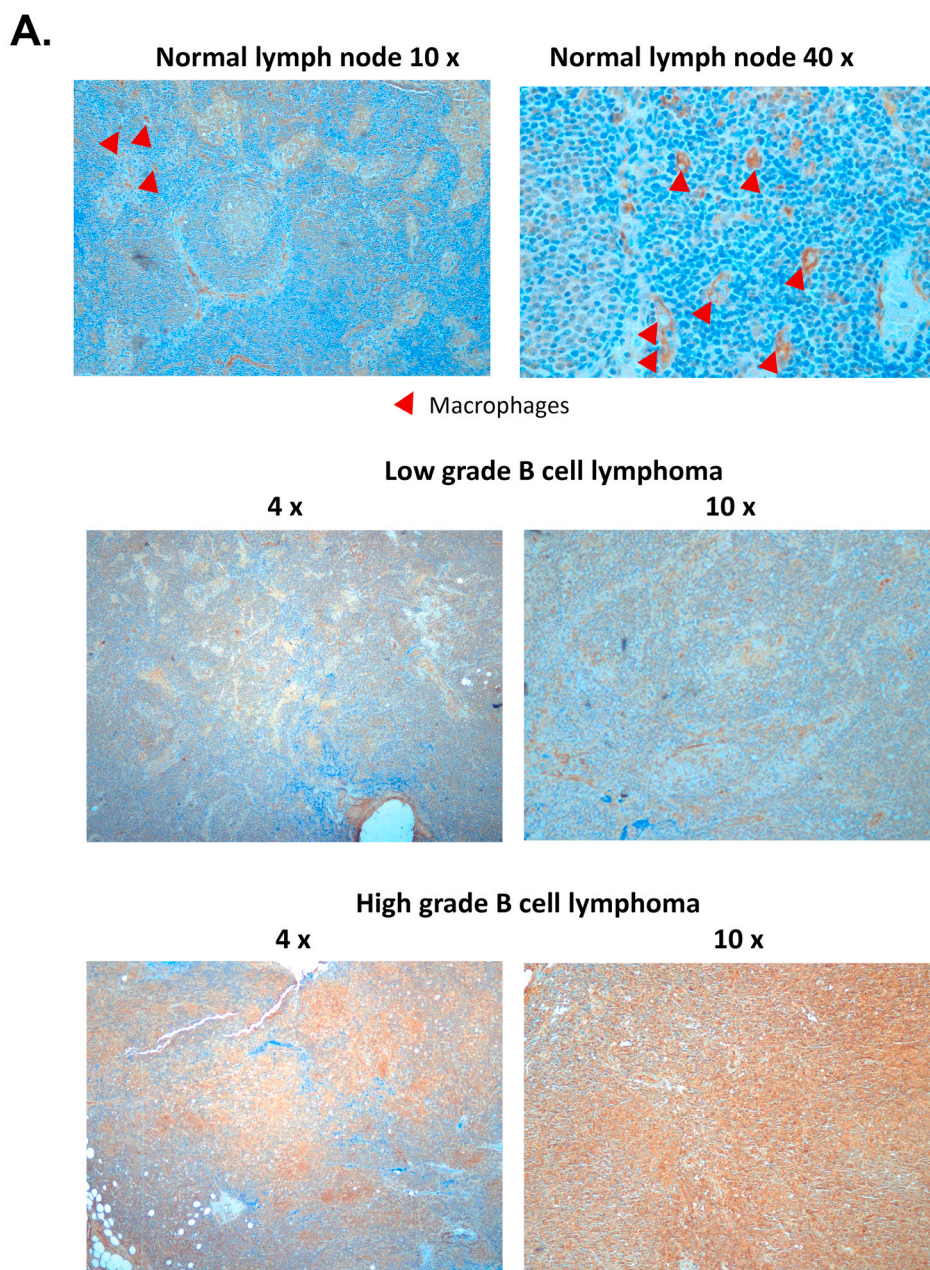 A.
Normal lymph node 10 x
Normal lymph node 40 x
Macrophages
Low grade B cell lymphoma
4 x
10 x
High grade B cell lymphoma
4 x
10 x